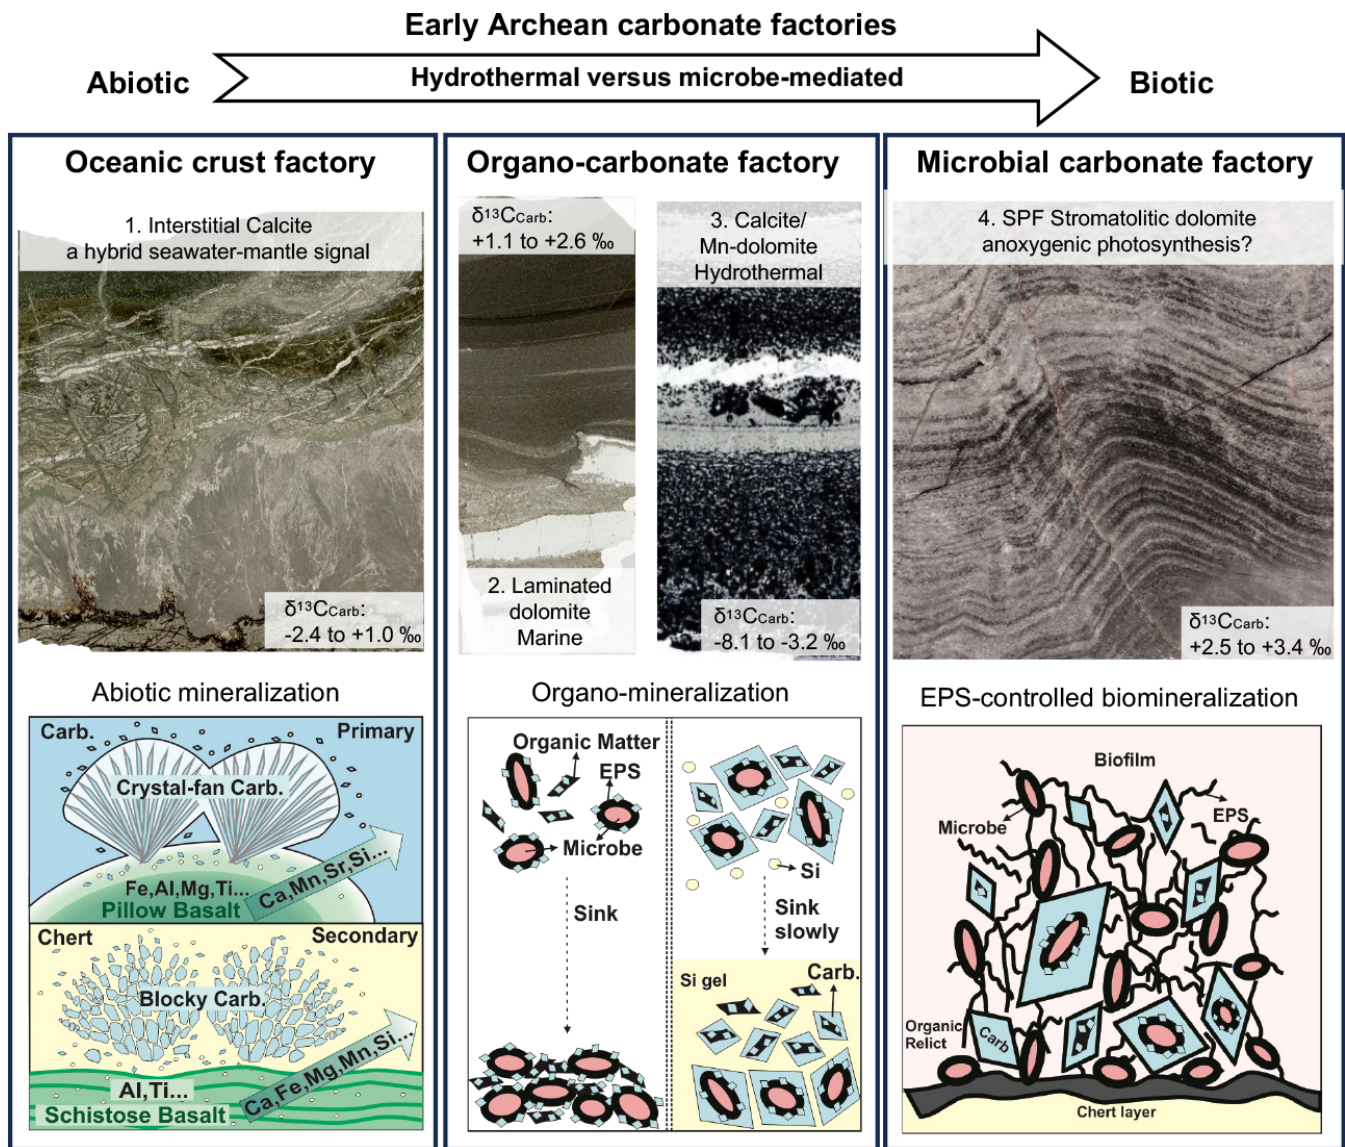 Early Archean carbonate factories
Abiotic
Hydrothermal versus microbe-mediated
Biotic
Oceanic crust factory
1. Interstitial Calcite
a hybrid seawater-mantle signal
δ¹³CCarb:
-2.4 to +1.0 ‰
Abiotic mineralization
Carb.
Primary
Crystal-fan Carb.
Fe,Al,Mg,Ti...
Pillow Basalt
Ca,Mn,Sr,Si...
Chert
Secondary
Blocky Carb.
Al,Ti...
Schistose Basalt
Ca,Fe,Mg,Mn,Si...
Organo-carbonate factory
δ¹³CCarb:
+1.1 to +2.6 ‰
2. Laminated
dolomite
Marine
3. Calcite/
Mn-dolomite
Hydrothermal
δ¹³CCarb:
-8.1 to -3.2 ‰
Organo-mineralization
Organic Matter
EPS
Microbe
Sink
Si
Sink
slowly
Si gel
Carb.
Microbial carbonate factory
4. SPF Stromatolitic dolomite
anoxygenic photosynthesis?
δ¹³CCarb:
+2.5 to +3.4 ‰
EPS-controlled biomineralization
Biofilm
Microbe
EPS
Organic
Relict
Carb
Chert layer